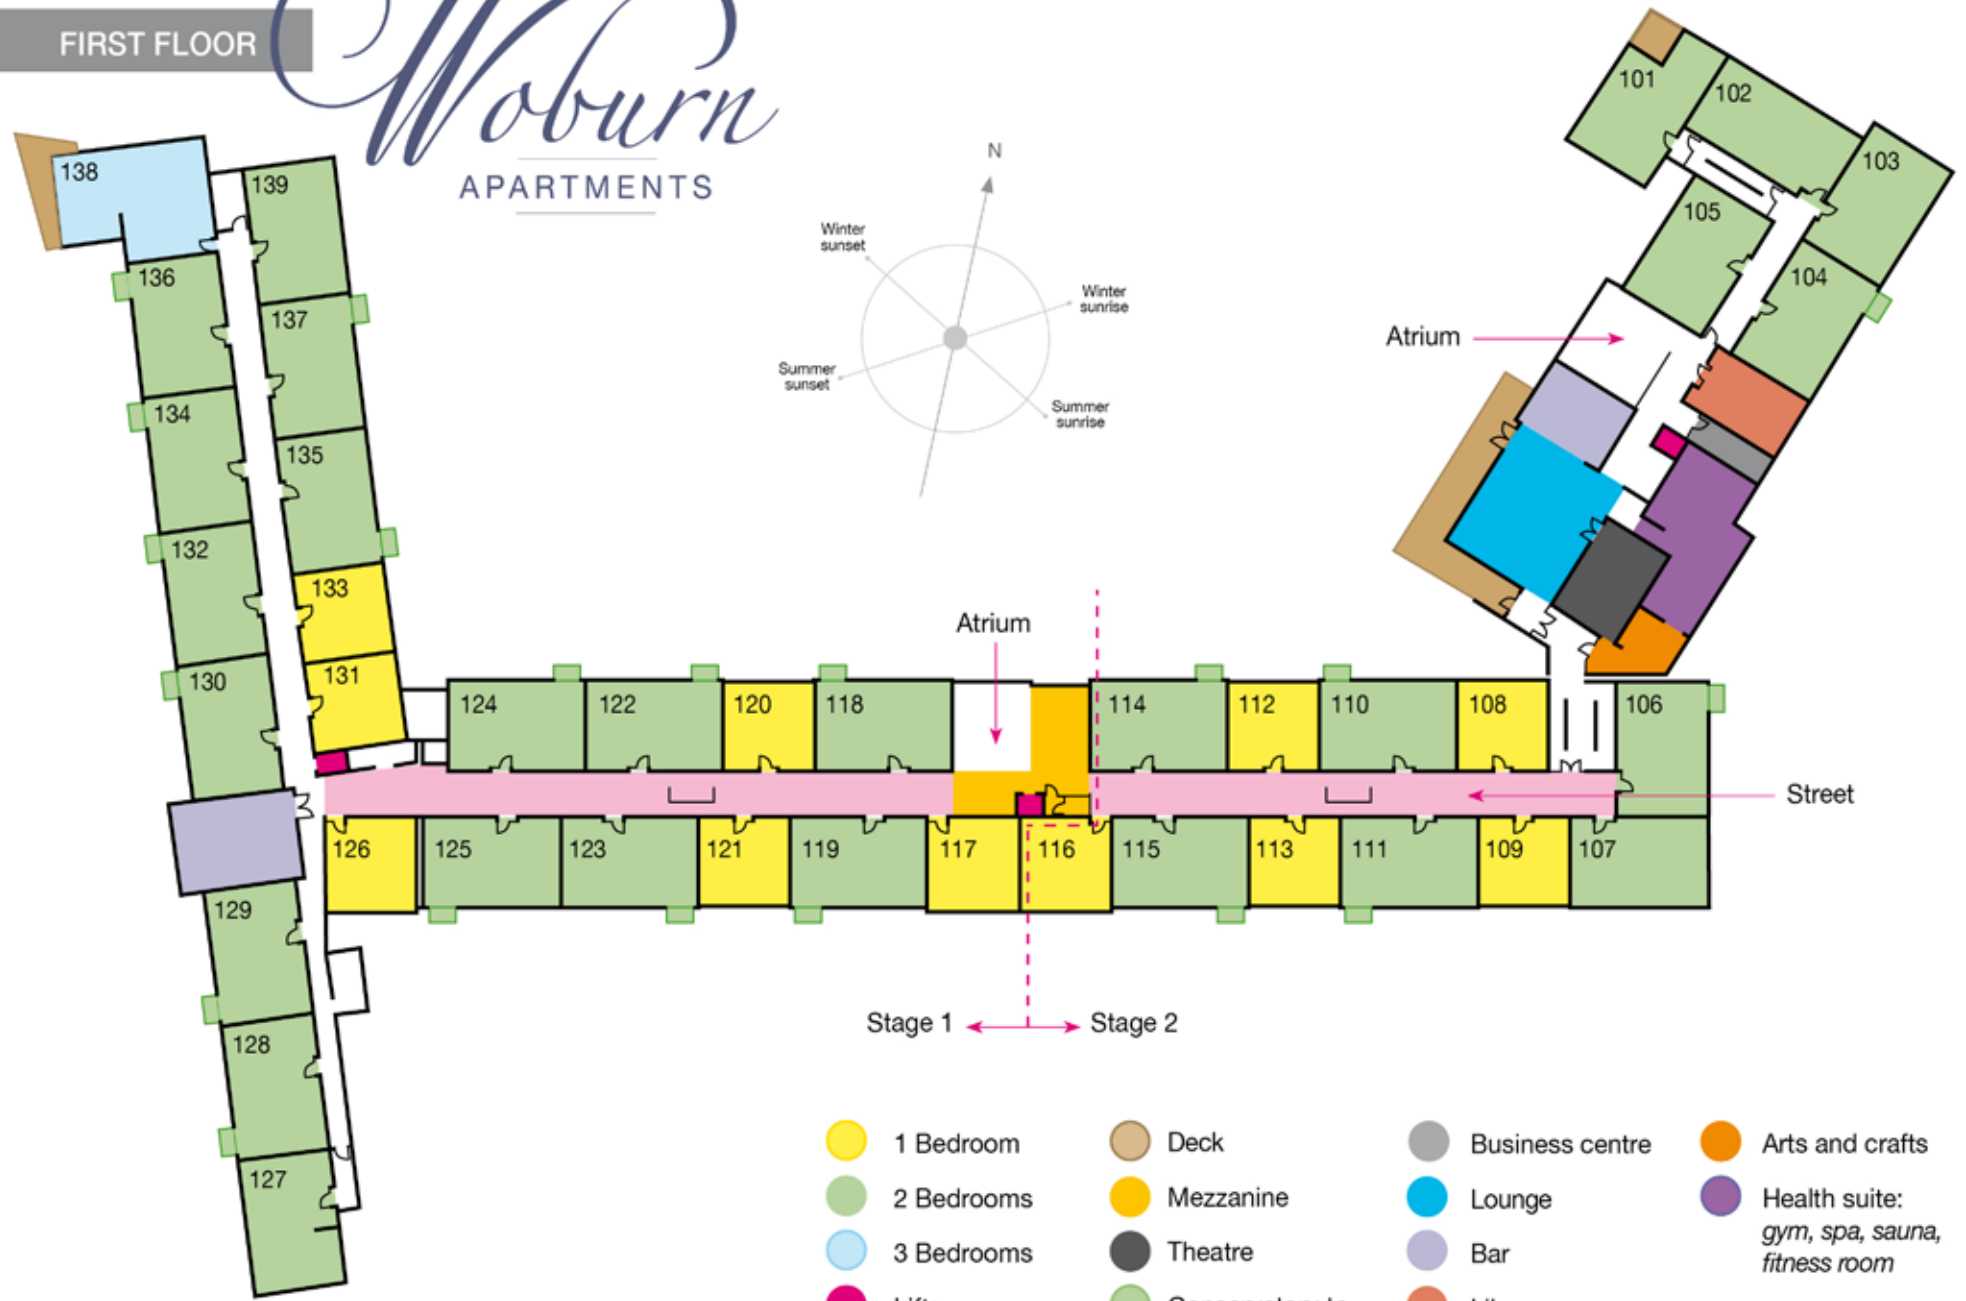 FIRST FLOOR
Woburn
APARTMENTS
N
Winter
sunset
Winter
sunrise
Summer
sunset
Summer
sunrise
101
102
103
105
104
138
139
136
137
134
135
132
133
130
131
Atrium
Atrium
124
122
120
118
114
112
110
108
106
Street
126
125
123
121
119
117
116
115
113
111
109
107
129
128
127
Stage 1
Stage 2
1 Bedroom
2 Bedrooms
3 Bedrooms
Deck
Mezzanine
Theatre
Business centre
Lounge
Bar
Arts and crafts
Health suite:
gym, spa, sauna,
fitness room